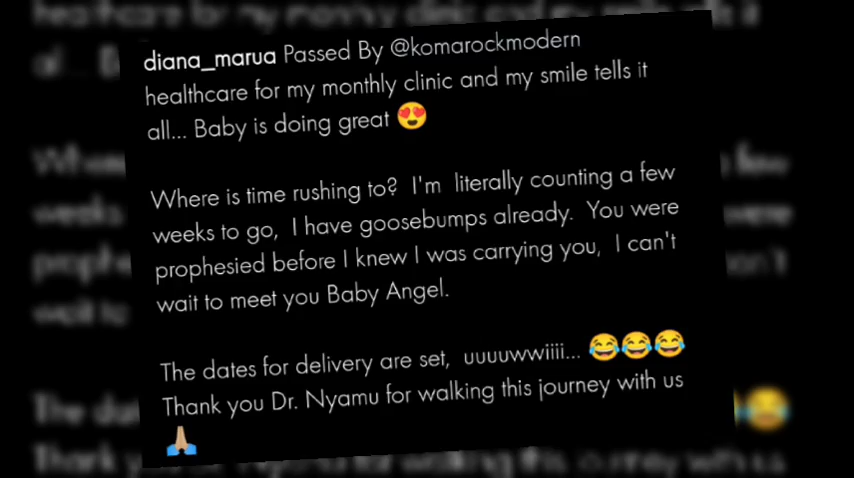 diana_marua Passed By @komarockmodern
healthcare for my monthly clinic and my smile tells it
all... Baby is doing great 😍
Where is time rushing to? I'm literally counting a few
weeks to go, I have goosebumps already. You were
prophesied before I knew I was carrying you, I can't
wait to meet you Baby Angel.
The dates for delivery are set, uuuuwwiiii... 😂😂😂
Thank you Dr. Nyamu for walking this journey with us
🙏🏽